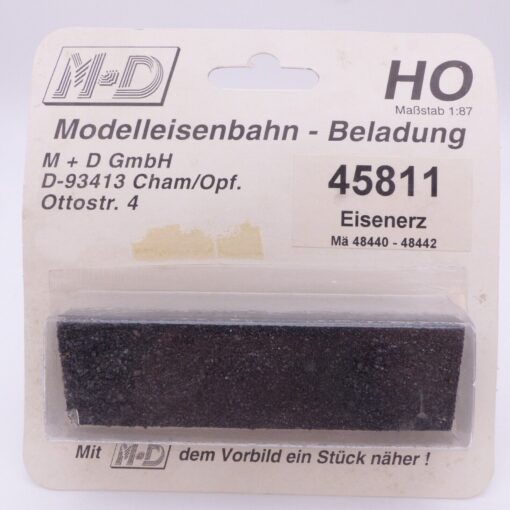 M+D
HO
Maßstab 1:87
Modelleisenbahn - Beladung
M + D GmbH
D-93413 Cham/Opf.
Ottostr. 4
45811
Eisenerz
Mä 48440 - 48442
Mit M+D dem Vorbild ein Stück näher !